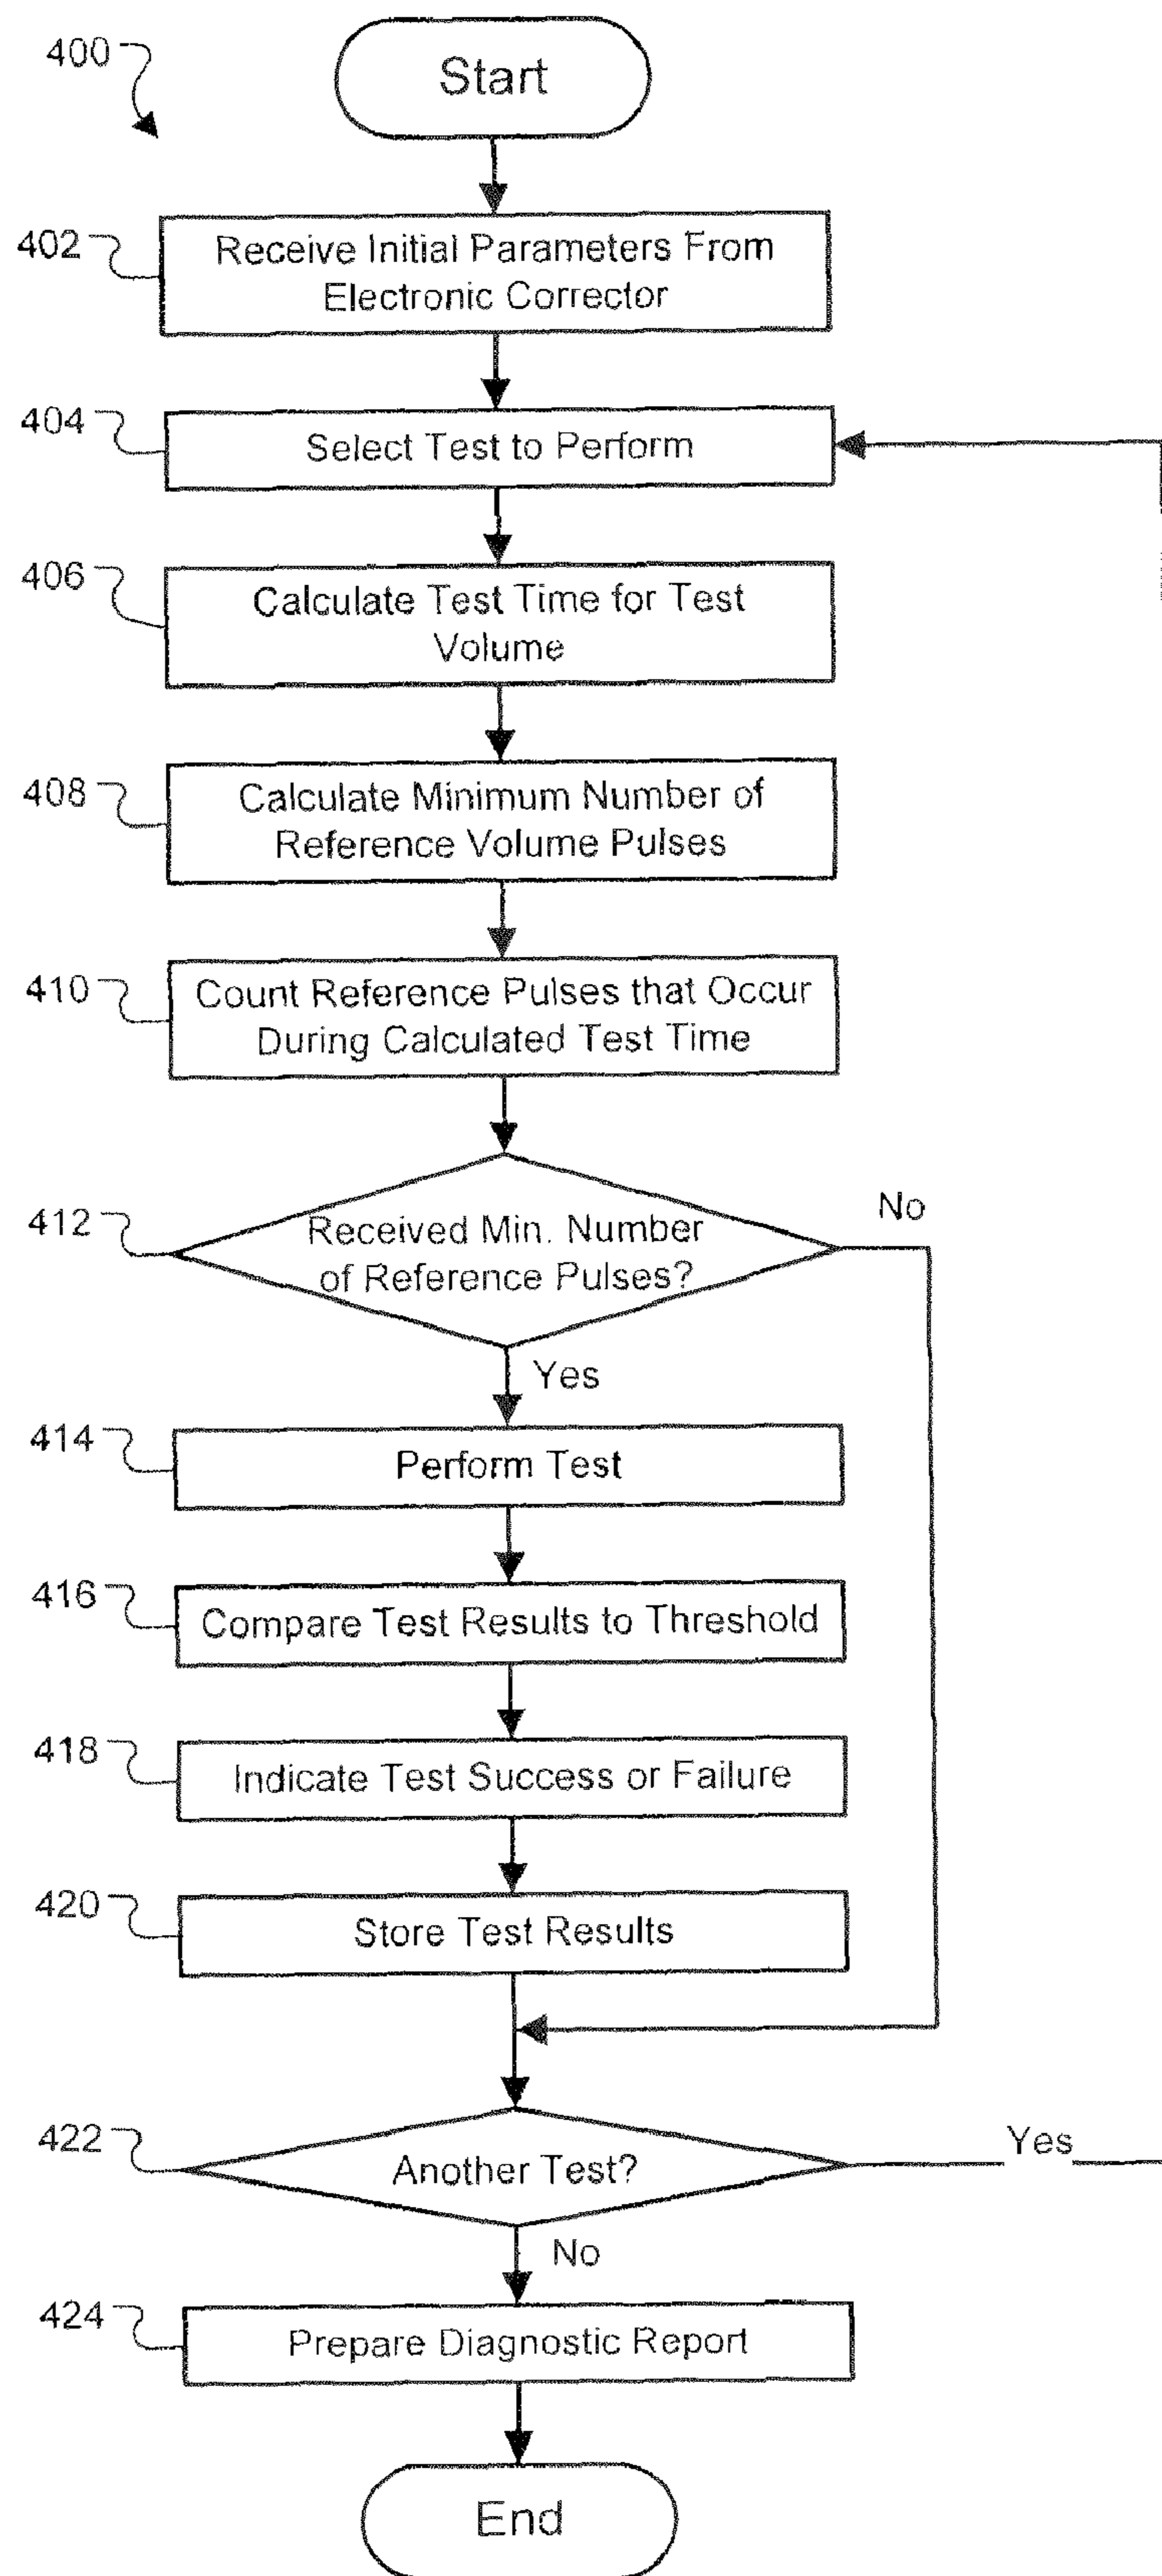 400
Start
402
Receive Initial Parameters From
Electronic Corrector
404
Select Test to Perform
406
Calculate Test Time for Test
Volume
408
Calculate Minimum Number of
Reference Volume Pulses
410
Count Reference Pulses that Occur
During Calculated Test Time
412
Received Min. Number
of Reference Pulses?
No
Yes
414
Perform Test
416
Compare Test Results to Threshold
418
Indicate Test Success or Failure
420
Store Test Results
422
Another Test?
Yes
No
424
Prepare Diagnostic Report
End